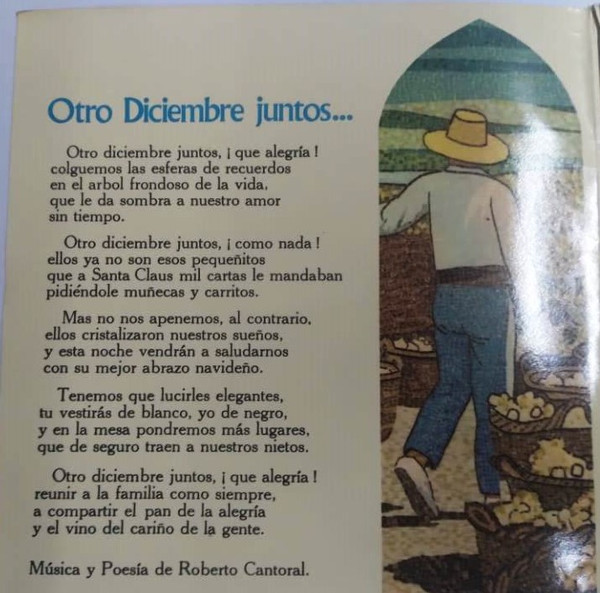 Otro Diciembre juntos...
Otro diciembre juntos, ¡ que alegría !
colguemos las esferas de recuerdos
en el arbol frondoso de la vida,
que le da sombra a nuestro amor
sin tiempo.
Otro diciembre juntos, ¡ como nada !
ellos ya no son esos pequeñitos
que a Santa Claus mil cartas le mandaban
pidiéndole muñecas y carritos.
Mas no nos apenemos, al contrario,
ellos cristalizaron nuestros sueños,
y esta noche vendrán a saludarnos
con su mejor abrazo navideño.
Tenemos que lucirles elegantes,
tu vestirás de blanco, yo de negro,
y en la mesa pondremos más lugares,
que de seguro traen a nuestros nietos.
Otro diciembre juntos, ¡ que alegría !
reunir a la familia como siempre,
a compartir el pan de la alegría
y el vino del cariño de la gente.
Música y Poesía de Roberto Cantoral.